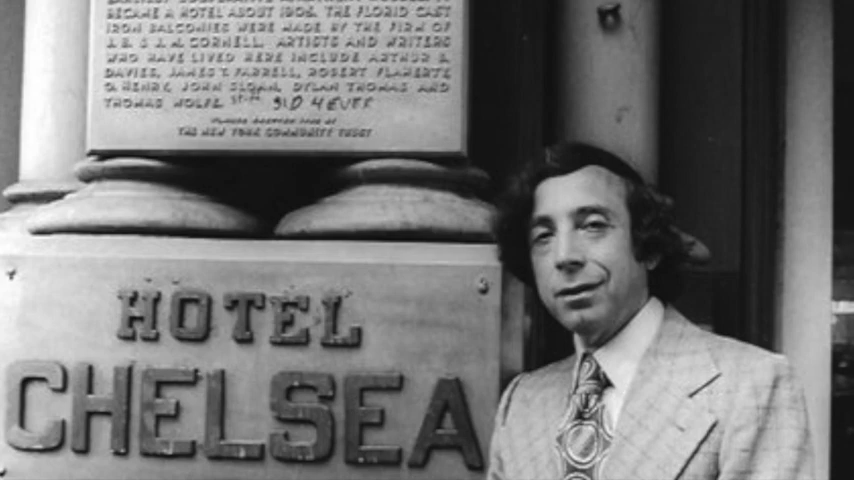 BECAME A HOTEL ABOUT 1905. THE FLORID CAST
IRON BALCONIES WERE MADE BY THE FIRM OF
J. B. & J. M. CORNELL. ARTISTS AND WRITERS
WHO HAVE LIVED HERE INCLUDE ARTHUR B.
DAVIES, JAMES T. FARRELL, ROBERT FLAHERTY,
O. HENRY, JOHN SLOAN, DYLAN THOMAS AND
THOMAS WOLFE. SID 4 EVER
THE NEW YORK COMMUNITY TRUST
HOTEL
CHELSEA